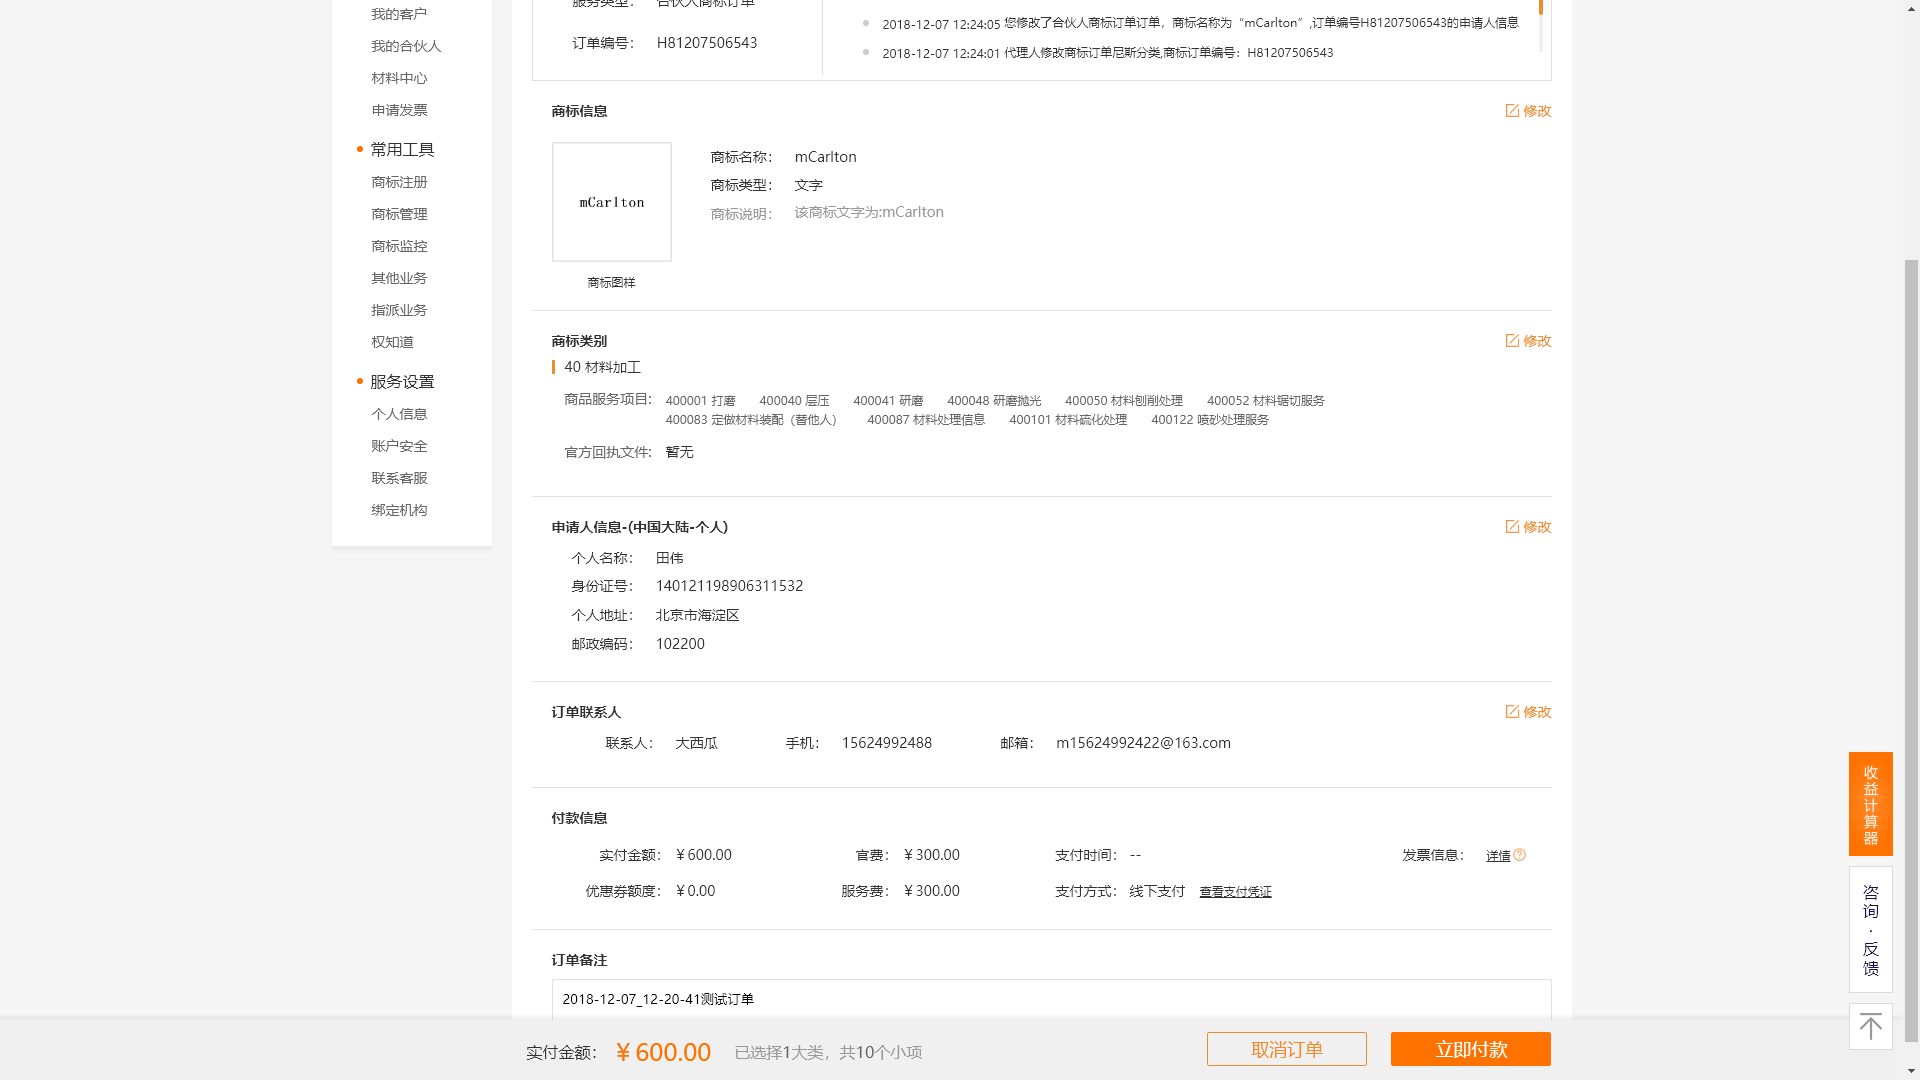 我的客户
我的合伙人
材料中心
申请发票
常用工具
商标注册
商标管理
商标监控
其他业务
指派业务
权知道
服务设置
个人信息
账户安全
联系客服
绑定机构
服务类型： 合伙人商标订单
订单编号： H81207506543
2018-12-07 12:24:05 您修改了合伙人商标订单订单，商标名称为“mCarlton”,订单编号H81207506543的申请人信息
2018-12-07 12:24:01 代理人修改商标订单尼斯分类,商标订单编号：H81207506543
商标信息 修改
mCarlton
商标图样
商标名称： mCarlton
商标类型： 文字
商标说明： 该商标文字为:mCarlton
商标类别 修改
40 材料加工
商品服务项目: 400001 打磨 400040 层压 400041 研磨 400048 研磨抛光 400050 材料刨削处理 400052 材料锯切服务
400083 定做材料装配（替他人） 400087 材料处理信息 400101 材料硫化处理 400122 喷砂处理服务
官方回执文件: 暂无
申请人信息-(中国大陆-个人) 修改
个人名称： 田伟
身份证号： 140121198906311532
个人地址： 北京市海淀区
邮政编码： 102200
订单联系人 修改
联系人： 大西瓜 手机： 15624992488 邮箱： m15624992422@163.com
付款信息
实付金额： ￥600.00 官费： ￥300.00 支付时间： -- 发票信息： 详情
优惠券额度： ￥0.00 服务费： ￥300.00 支付方式： 线下支付 查看支付凭证
订单备注
2018-12-07_12-20-41测试订单
实付金额： ￥600.00 已选择1大类，共10个小项 取消订单 立即付款
收益计算器
咨询·反馈